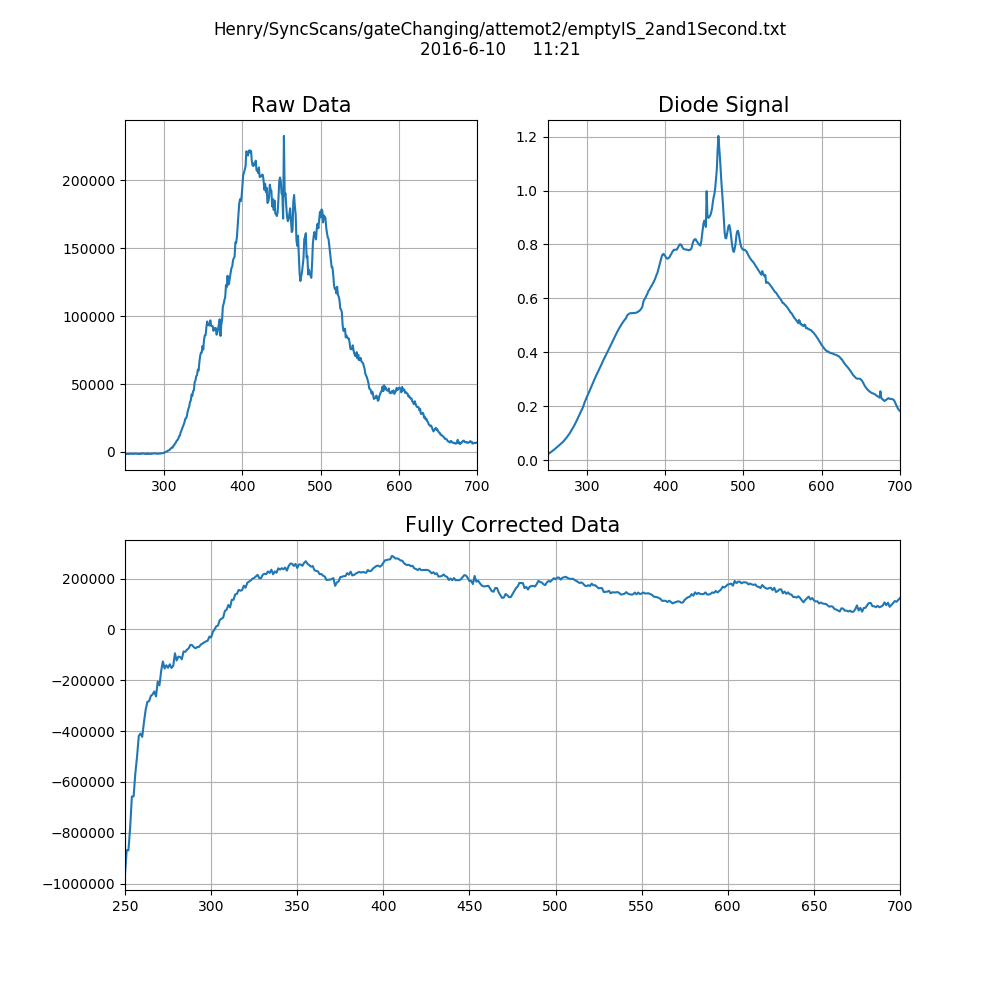 Henry/SyncScans/gateChanging/attemot2/emptyIS_2and1Second.txt
2016-6-10 11:21
Raw Data
200000
150000
100000
50000
0
300 400 500 600 700
Diode Signal
1.2
1.0
0.8
0.6
0.4
0.2
0.0
300 400 500 600 700
Fully Corrected Data
200000
0
−200000
−400000
−600000
−800000
−1000000
250 300 350 400 450 500 550 600 650 700